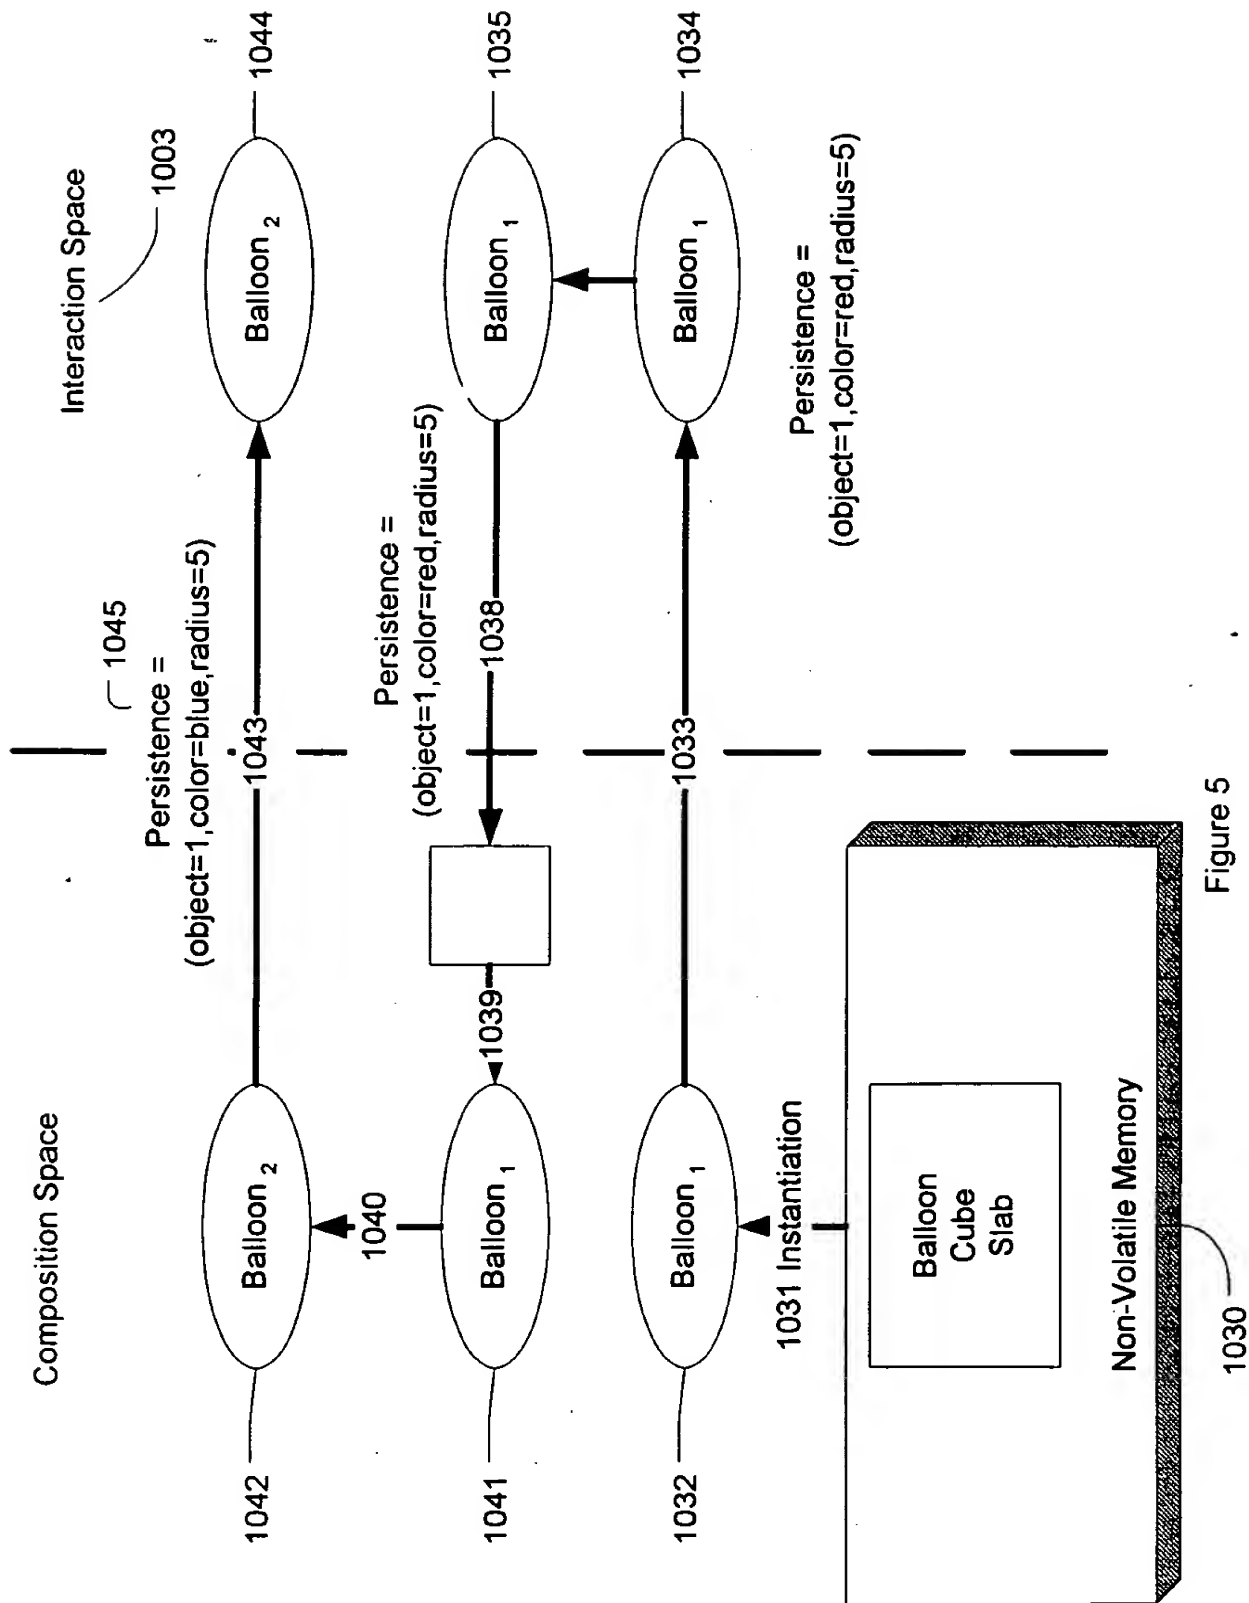 Composition Space
Interaction Space
1003
1045
Persistence =
(object=1,color=blue,radius=5)
1042
Balloon 2
1043
Balloon 2
1044
1040
Persistence =
(object=1,color=red,radius=5)
1041
Balloon 1
1039
1038
Balloon 1
1035
1032
Balloon 1
1033
Balloon 1
1034
1031 Instantiation
Persistence =
(object=1,color=red,radius=5)
Balloon
Cube
Slab
Non-Volatile Memory
1030
Figure 5